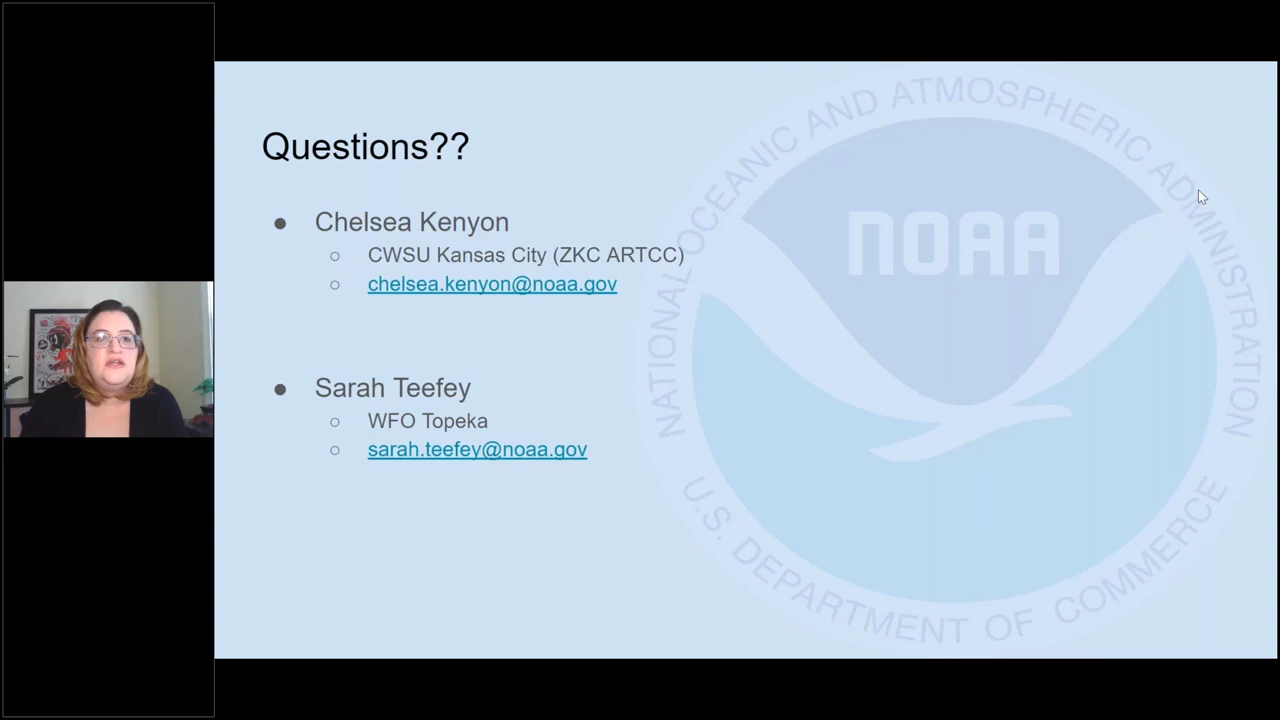 Questions??
● Chelsea Kenyon
○ CWSU Kansas City (ZKC ARTCC)
○ chelsea.kenyon@noaa.gov
● Sarah Teefey
○ WFO Topeka
○ sarah.teefey@noaa.gov
NATIONAL OCEANIC AND ATMOSPHERIC ADMINISTRATION
NOAA
U.S. DEPARTMENT OF COMMERCE